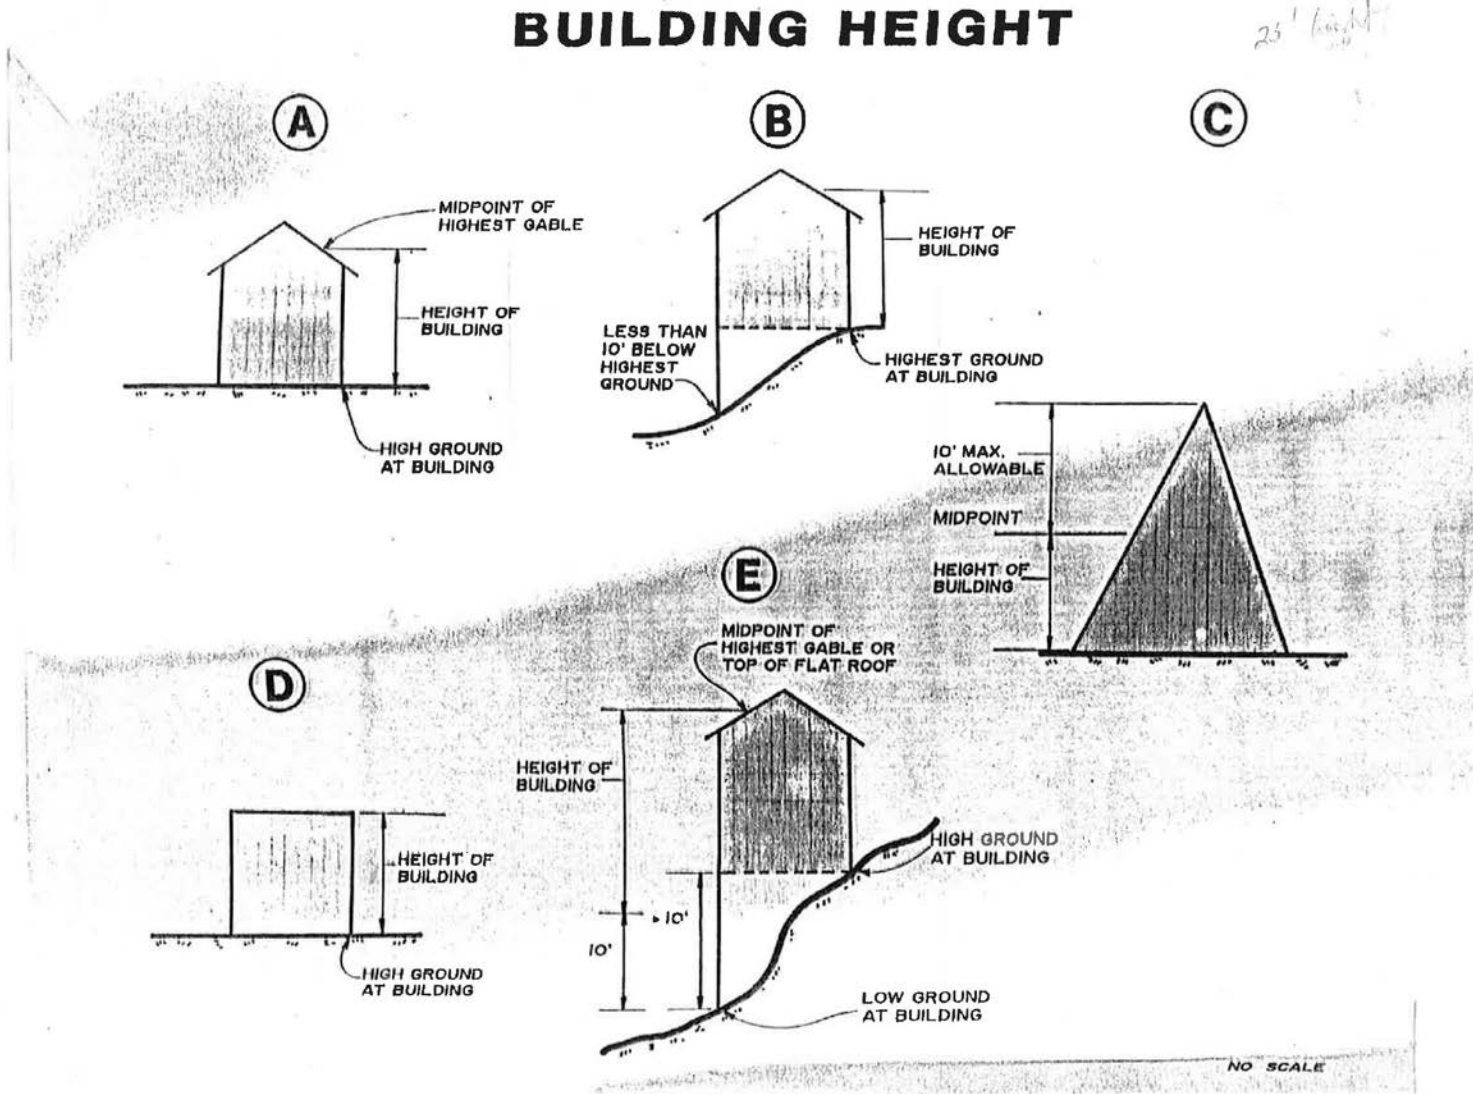 BUILDING HEIGHT
25' height
A
MIDPOINT OF
HIGHEST GABLE
HEIGHT OF
BUILDING
HIGH GROUND
AT BUILDING
B
HEIGHT OF
BUILDING
LESS THAN
10' BELOW
HIGHEST
GROUND
HIGHEST GROUND
AT BUILDING
C
10' MAX.
ALLOWABLE
MIDPOINT
HEIGHT OF
BUILDING
D
HEIGHT OF
BUILDING
HIGH GROUND
AT BUILDING
E
MIDPOINT OF
HIGHEST GABLE OR
TOP OF FLAT ROOF
HEIGHT OF
BUILDING
HIGH GROUND
AT BUILDING
10'
10'
LOW GROUND
AT BUILDING
NO SCALE